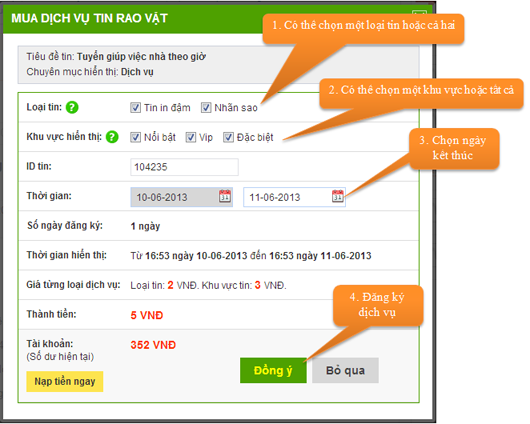 MUA DỊCH VỤ TIN RAO VẶT
1. Có thể chọn một loại tin hoặc cả hai
Tiêu đề tin: Tuyển giúp việc nhà theo giờ
Chuyên mục hiển thị: Dịch vụ
2. Có thể chọn một khu vực hoặc tất cả
Loại tin: ? Tin in đậm Nhãn sao
Khu vực hiển thị: ? Nổi bật Vip Đặc biệt
3. Chọn ngày
kết thúc
ID tin: 104235
Thời gian: 10-06-2013 11-06-2013
Số ngày đăng ký: 1 ngày
Thời gian hiển thị: Từ 16:53 ngày 10-06-2013 đến 16:53 ngày 11-06-2013
Giá từng loại dịch vụ: Loại tin: 2 VNĐ. Khu vực tin: 3 VNĐ.
4. Đăng ký
dịch vụ
Thành tiền: 5 VNĐ
Tài khoản: 352 VNĐ
(Số dư hiện tại)
Đồng ý Bỏ qua
Nạp tiền ngay